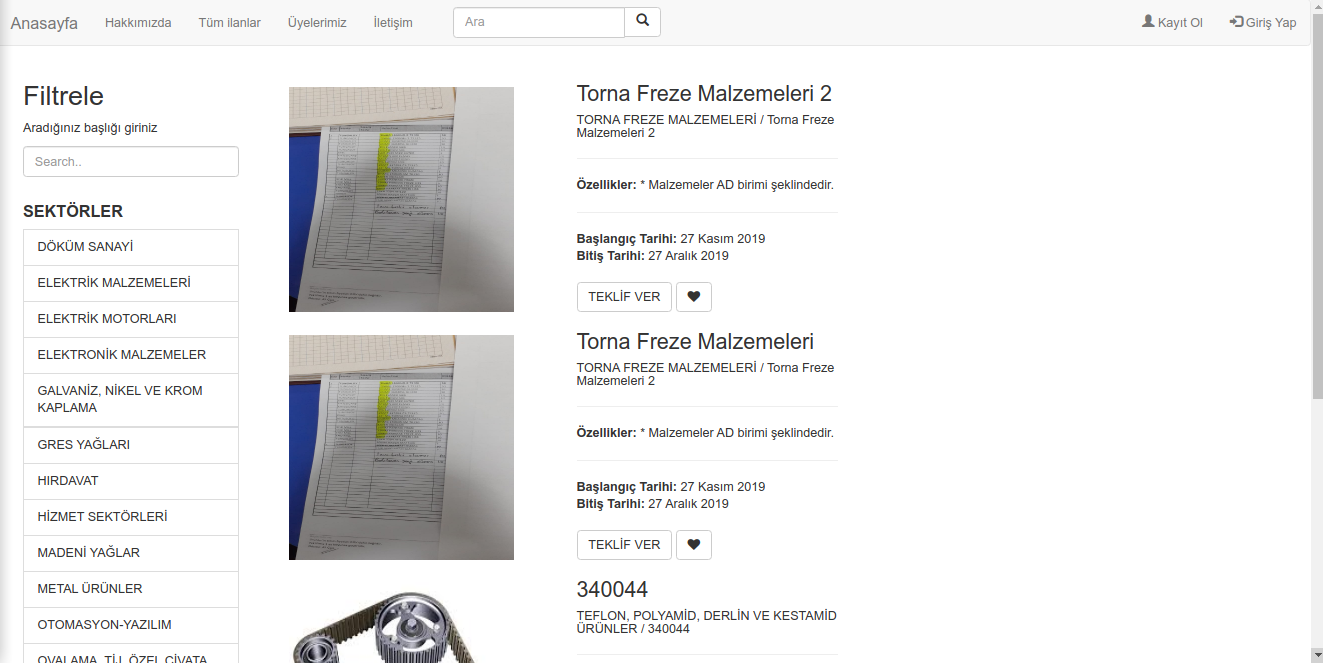 Anasayfa Hakkımızda Tüm ilanlar Üyelerimiz İletişim Ara Kayıt Ol Giriş Yap
Filtrele
Aradığınız başlığı giriniz
Search..
SEKTÖRLER
DÖKÜM SANAYİ
ELEKTRİK MALZEMELERİ
ELEKTRİK MOTORLARI
ELEKTRONİK MALZEMELER
GALVANİZ, NİKEL VE KROM
KAPLAMA
GRES YAĞLARI
HIRDAVAT
HİZMET SEKTÖRLERİ
MADENİ YAĞLAR
METAL ÜRÜNLER
OTOMASYON-YAZILIM
OVALAMA, TİJ, ÖZEL CİVATA
Torna Freze Malzemeleri 2
TORNA FREZE MALZEMELERİ / Torna Freze
Malzemeleri 2
Özellikler: * Malzemeler AD birimi şeklindedir.
Başlangıç Tarihi: 27 Kasım 2019
Bitiş Tarihi: 27 Aralık 2019
TEKLİF VER
Torna Freze Malzemeleri
TORNA FREZE MALZEMELERİ / Torna Freze
Malzemeleri 2
Özellikler: * Malzemeler AD birimi şeklindedir.
Başlangıç Tarihi: 27 Kasım 2019
Bitiş Tarihi: 27 Aralık 2019
TEKLİF VER
340044
TEFLON, POLYAMİD, DERLİN VE KESTAMİD
ÜRÜNLER / 340044